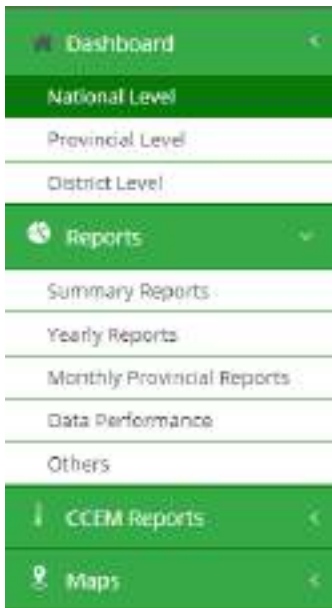 Dashboard
National Level
Provincial Level
District Level
Reports
Summary Reports
Yearly Reports
Monthly Provincial Reports
Data Performance
Others
CCEM Reports
Maps